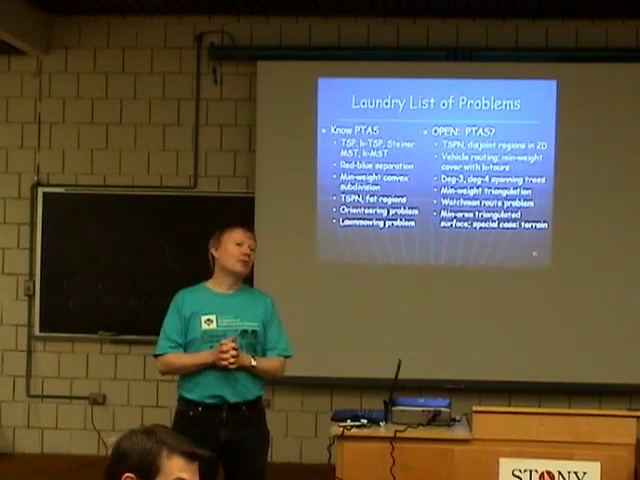 Laundry List of Problems
Know PTAS
TSP, k-TSP, Steiner
MST, k-MST
Red-blue separation
Min-weight convex
subdivision
TSPN, fat regions
Orienteering problem
Lawnmowing problem
OPEN: PTAS?
TSPN, disjoint regions in 2D
Vehicle routing; min-weight
cover with k-tours
Deg-3, deg-4 spanning trees
Min-weight triangulation
Watchman route problem
Min-area triangulated
surface; special case: terrain
STONY